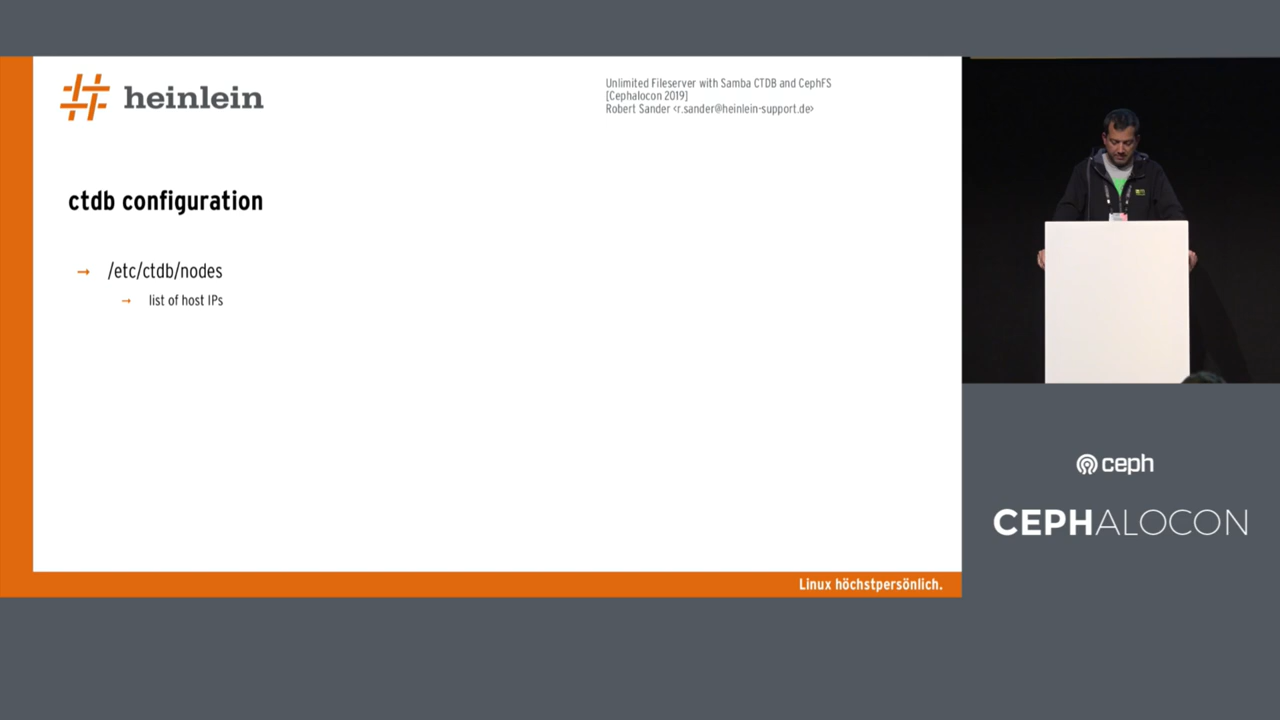 heinlein
Unlimited Fileserver with Samba CTDB and CephFS
[Cephalocon 2019]
Robert Sander <r.sander@heinlein-support.de>
ctdb configuration
→ /etc/ctdb/nodes
→ list of host IPs
Linux höchstpersönlich.
ceph
CEPHALOCON